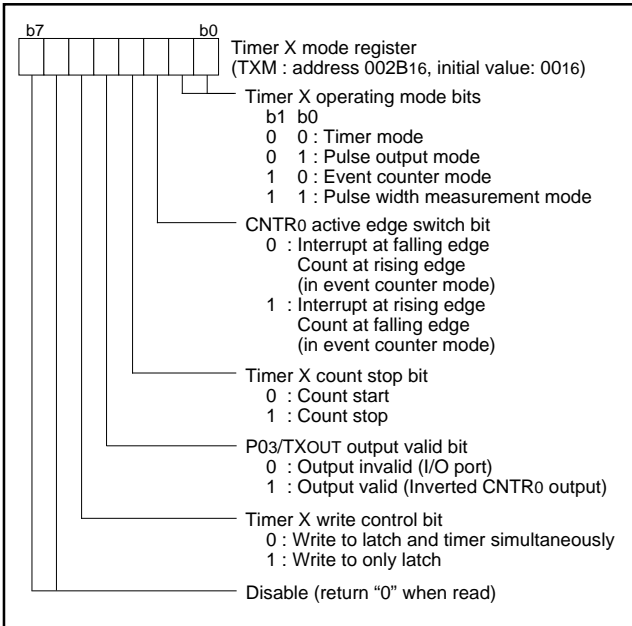 b7 b0
Timer X mode register
(TXM : address 002B16, initial value: 0016)
Timer X operating mode bits
b1 b0
0 0 : Timer mode
0 1 : Pulse output mode
1 0 : Event counter mode
1 1 : Pulse width measurement mode
CNTR0 active edge switch bit
0 : Interrupt at falling edge
Count at rising edge
(in event counter mode)
1 : Interrupt at rising edge
Count at falling edge
(in event counter mode)
Timer X count stop bit
0 : Count start
1 : Count stop
P03/TXOUT output valid bit
0 : Output invalid (I/O port)
1 : Output valid (Inverted CNTR0 output)
Timer X write control bit
0 : Write to latch and timer simultaneously
1 : Write to only latch
Disable (return “0” when read)